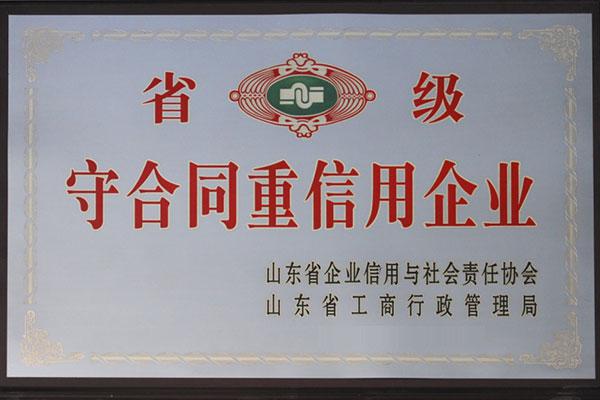 省级
守合同重信用企业
山东省企业信用与社会责任协会
山东省工商行政管理局